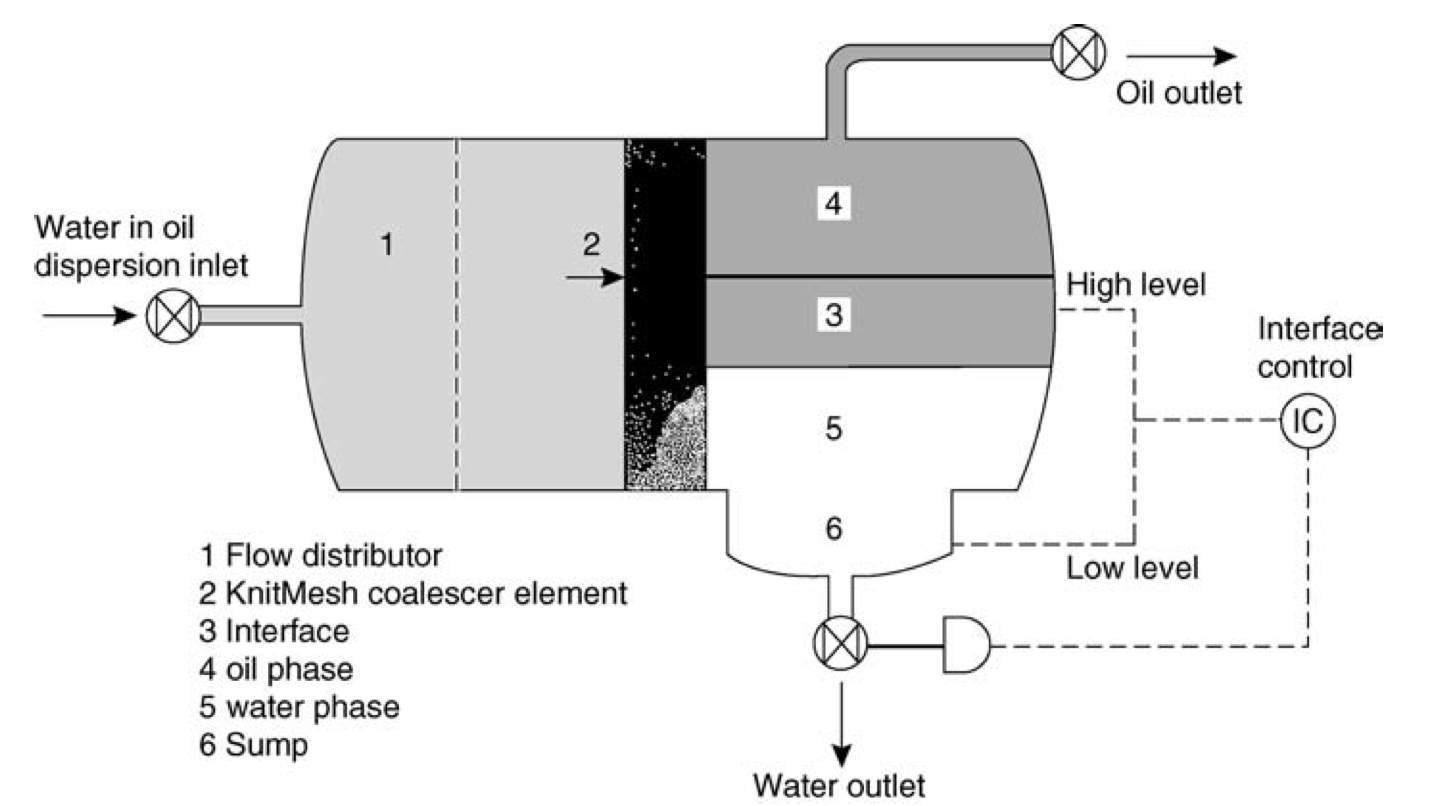 Oil outlet
Water in oil
dispersion inlet
1
2
4
3
High level
Interface
control
IC
5
6
Low level
1 Flow distributor
2 KnitMesh coalescer element
3 Interface
4 oil phase
5 water phase
6 Sump
Water outlet